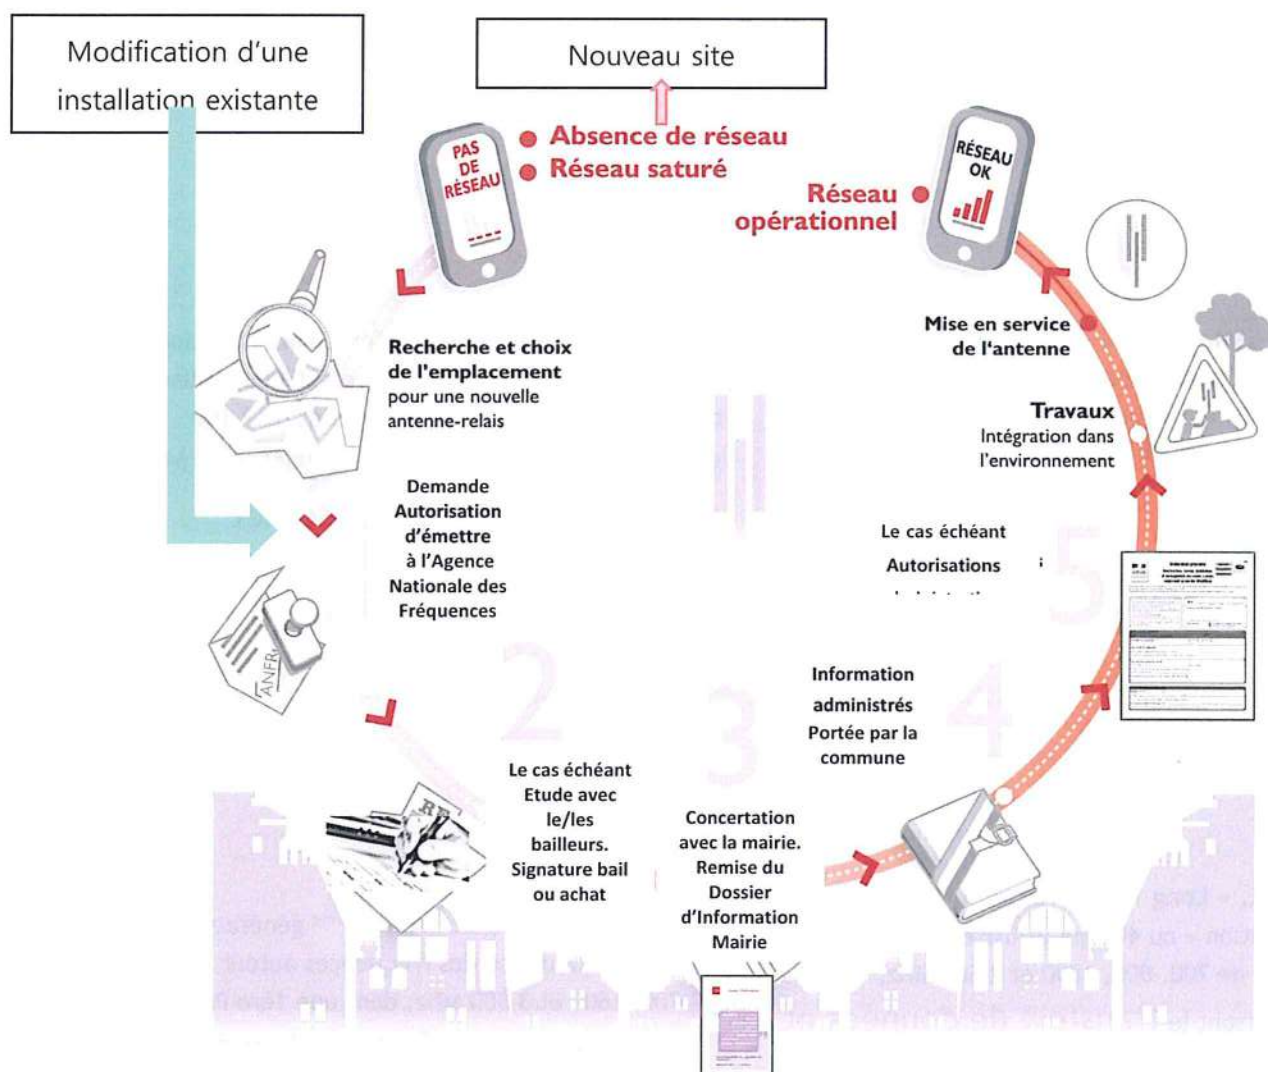 Modification d'une
installation existante
Nouveau site
Absence de réseau
Réseau saturé
PAS
DE
RÉSEAU
RÉSEAU
OK
Réseau
opérationnel
Recherche et choix
de l'emplacement
pour une nouvelle
antenne-relais
Demande
Autorisation
d'émettre
à l'Agence
Nationale des
Fréquences
ANFR
2
Le cas échéant
Etude avec
le/les
bailleurs.
Signature bail
ou achat
3
Concertation
avec la mairie.
Remise du
Dossier
d'Information
Mairie
4
Information
administrés
Portée par la
commune
5
Le cas échéant
Autorisations
Travaux
Intégration dans
l'environnement
Mise en service
de l'antenne